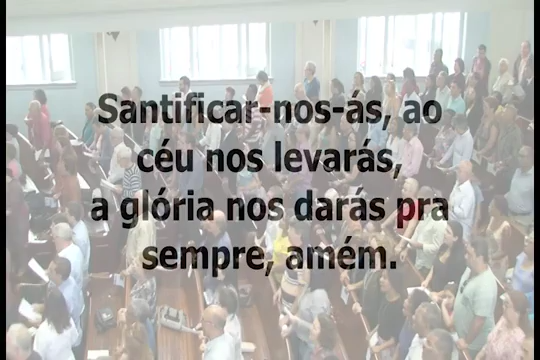 Santificar-nos-ás, ao
céu nos levarás,
a glória nos darás pra
sempre, amém.